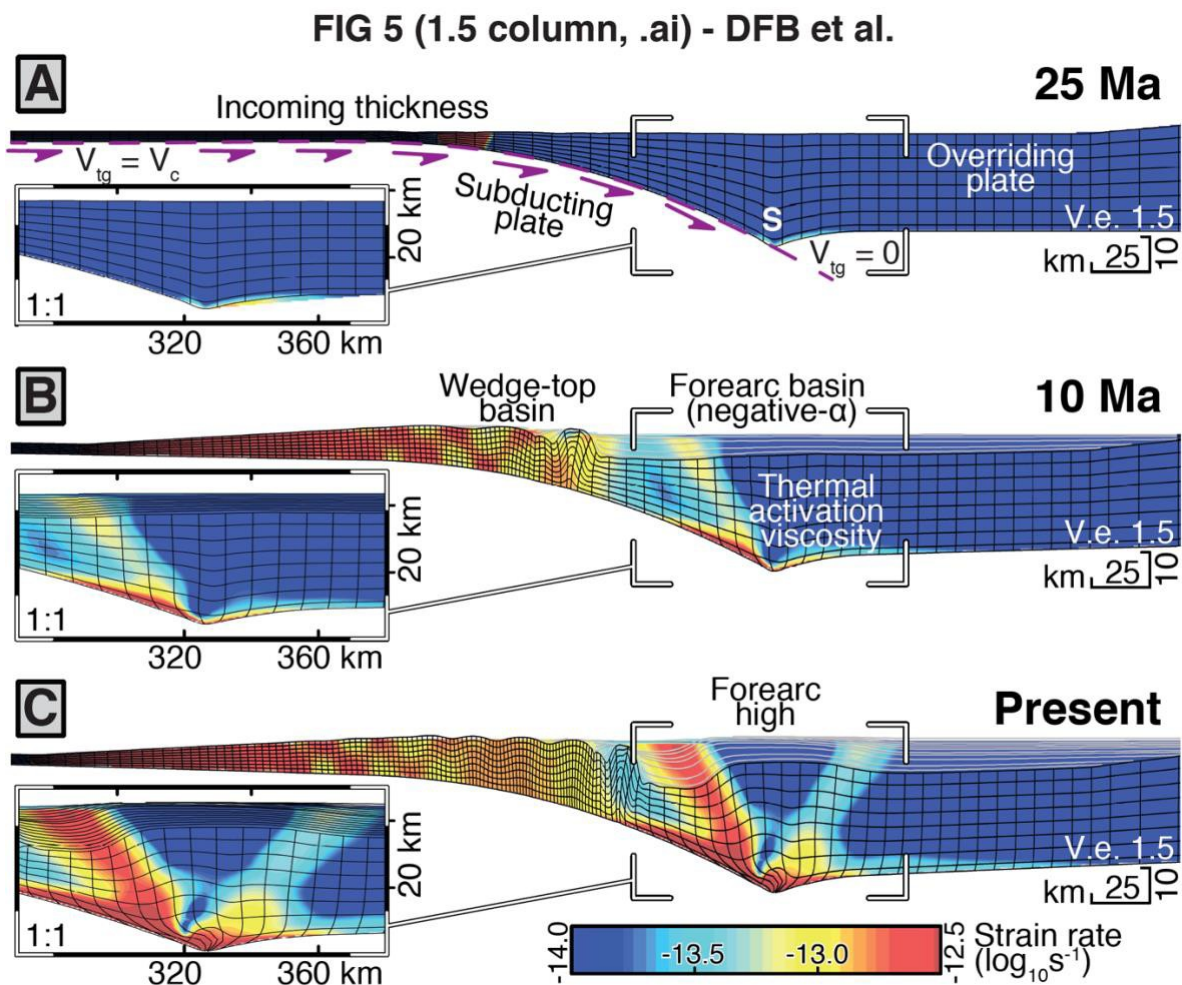 FIG 5 (1.5 column, .ai) - DFB et al.
A
25 Ma
Incoming thickness
V_tg = V_c
Subducting
plate
Overriding
plate
S
V_tg = 0
V.e. 1.5
km 25 10
20 km
1:1
320 360 km
B
10 Ma
Wedge-top
basin
Forearc basin
(negative-α)
Thermal
activation
viscosity
V.e. 1.5
km 25 10
20 km
1:1
320 360 km
C
Present
Forearc
high
V.e. 1.5
km 25 10
20 km
1:1
320 360 km
-14.0 -13.5 -13.0 -12.5
Strain rate
(log₁₀s⁻¹)